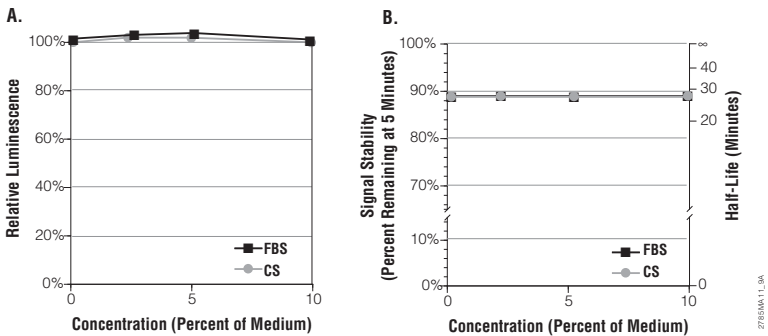 A.
Relative Luminescence
100%
80%
60%
40%
20%
0%
FBS
CS
0
5
10
Concentration (Percent of Medium)
B.
Signal Stability
(Percent Remaining at 5 Minutes)
100%
90%
80%
70%
10%
0%
∞
40
30
20
0
Half-Life (Minutes)
FBS
CS
0
5
10
Concentration (Percent of Medium)
2785MA11_9A